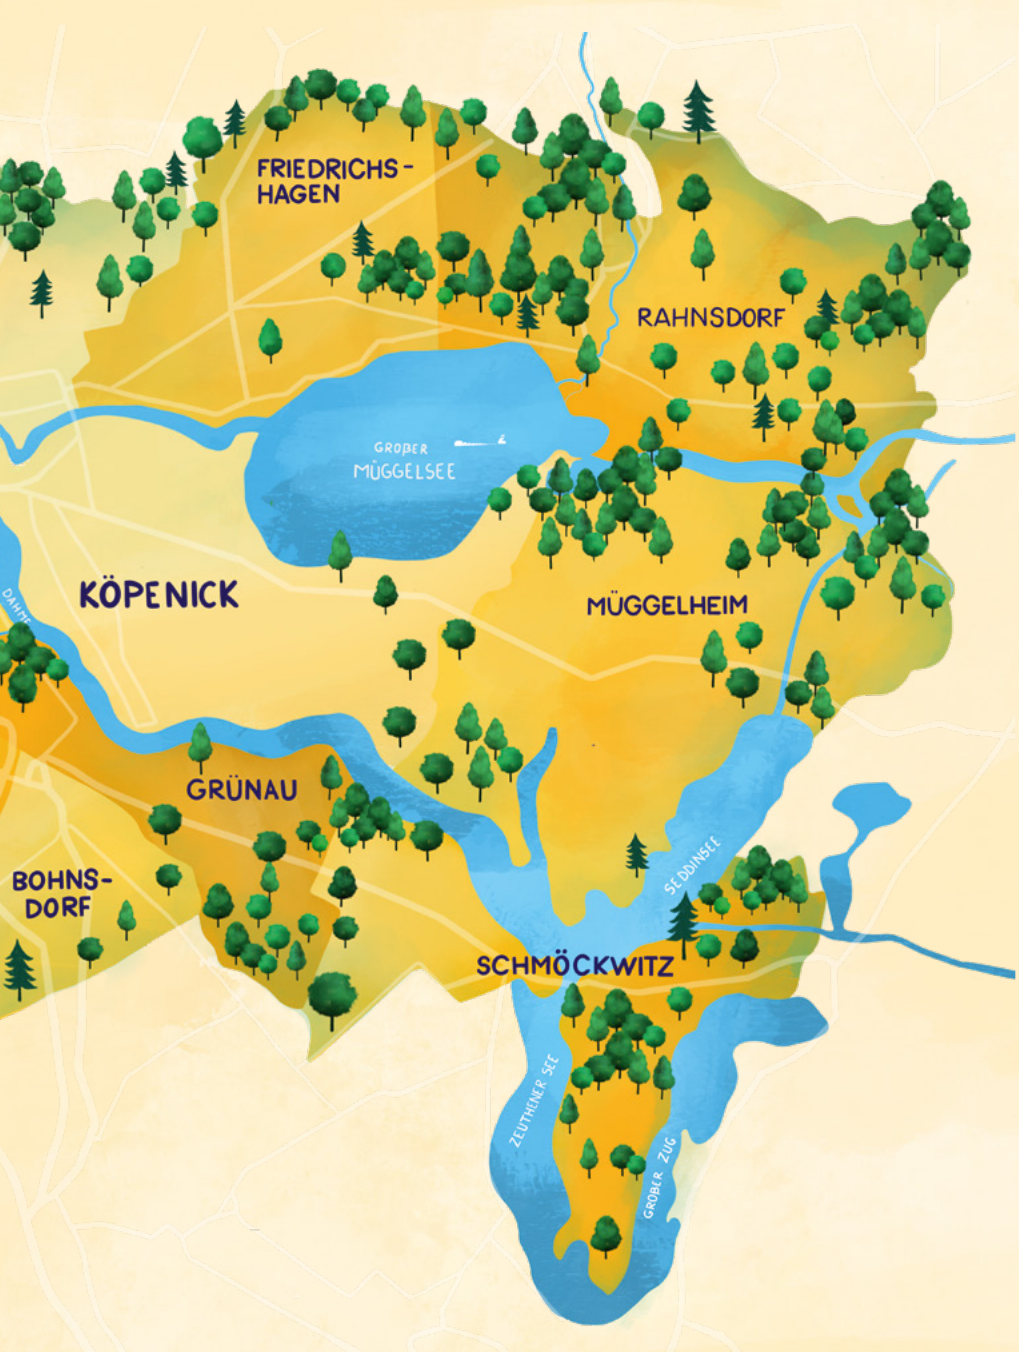 FRIEDRICHS-
HAGEN
RAHNSDORF
GROßER
MÜGGELSEE
KÖPENICK
DAHME
MÜGGELHEIM
GRÜNAU
BOHNS-
DORF
SEDDINSEE
SCHMÖCKWITZ
ZEUTHENER SEE
GROßER ZUG